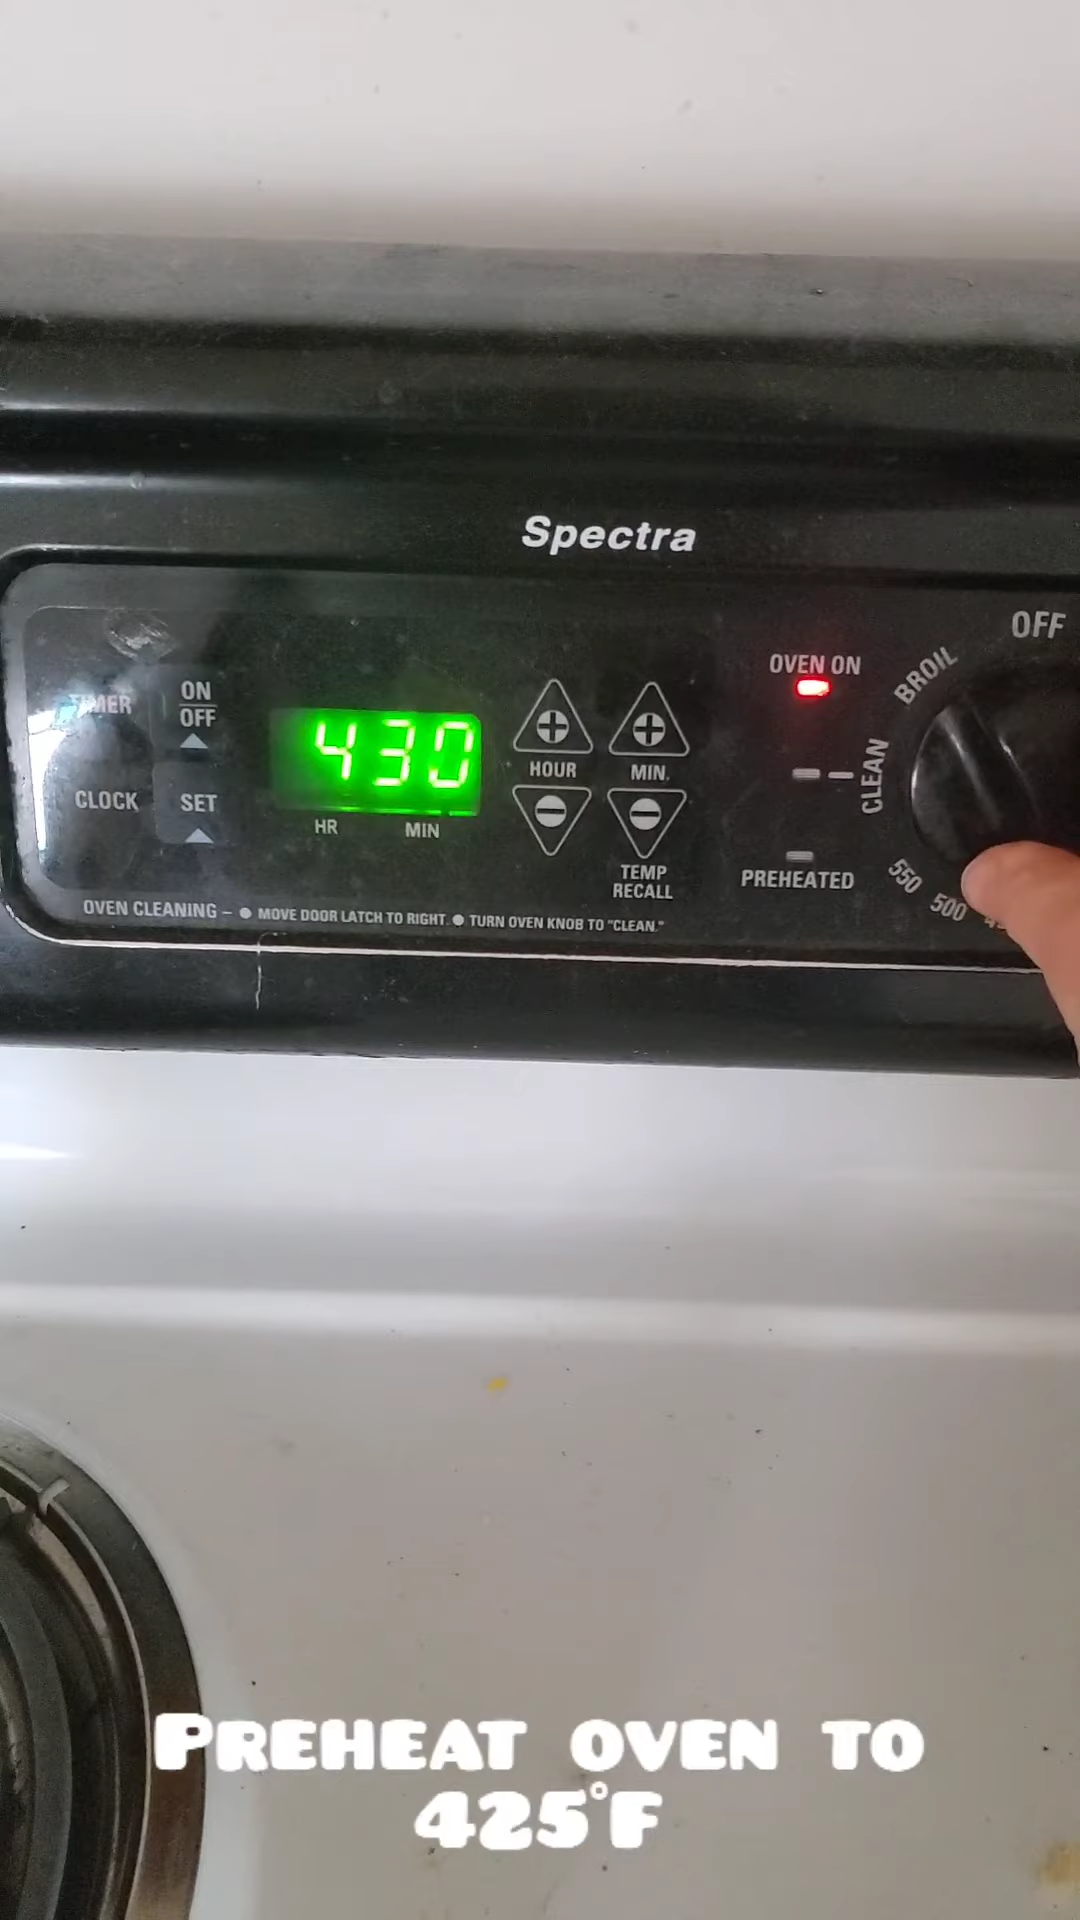 Spectra
OFF
OVEN ON
BROIL
ON
OFF
TIMER
430
HOUR
MIN.
CLEAN
CLOCK
SET
HR
MIN
TEMP
RECALL
PREHEATED
550
500
OVEN CLEANING – ● MOVE DOOR LATCH TO RIGHT. ● TURN OVEN KNOB TO "CLEAN."
PREHEAT OVEN TO
425°F